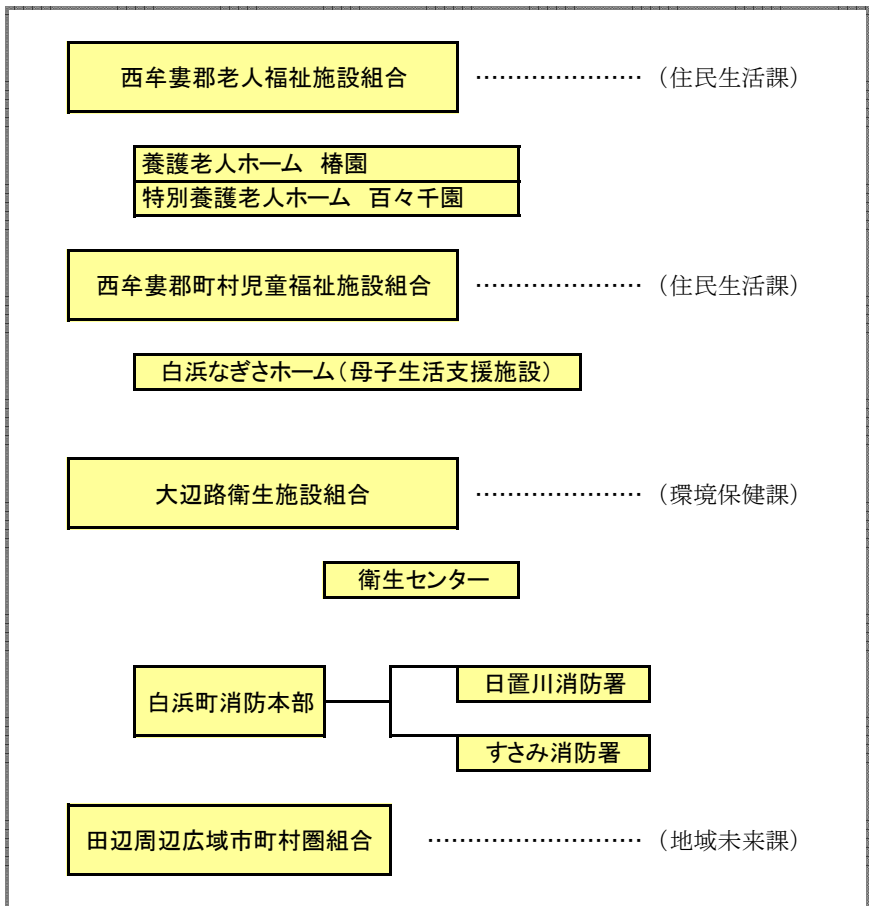 西牟婁郡老人福祉施設組合 ………………… （住民生活課）
養護老人ホーム　椿園
特別養護老人ホーム　百々千園
西牟婁郡町村児童福祉施設組合 ………………… （住民生活課）
白浜なぎさホーム（母子生活支援施設）
大辺路衛生施設組合 ………………… （環境保健課）
衛生センター
日置川消防署
白浜町消防本部
すさみ消防署
田辺周辺広域市町村圏組合 ……………………… （地域未来課）